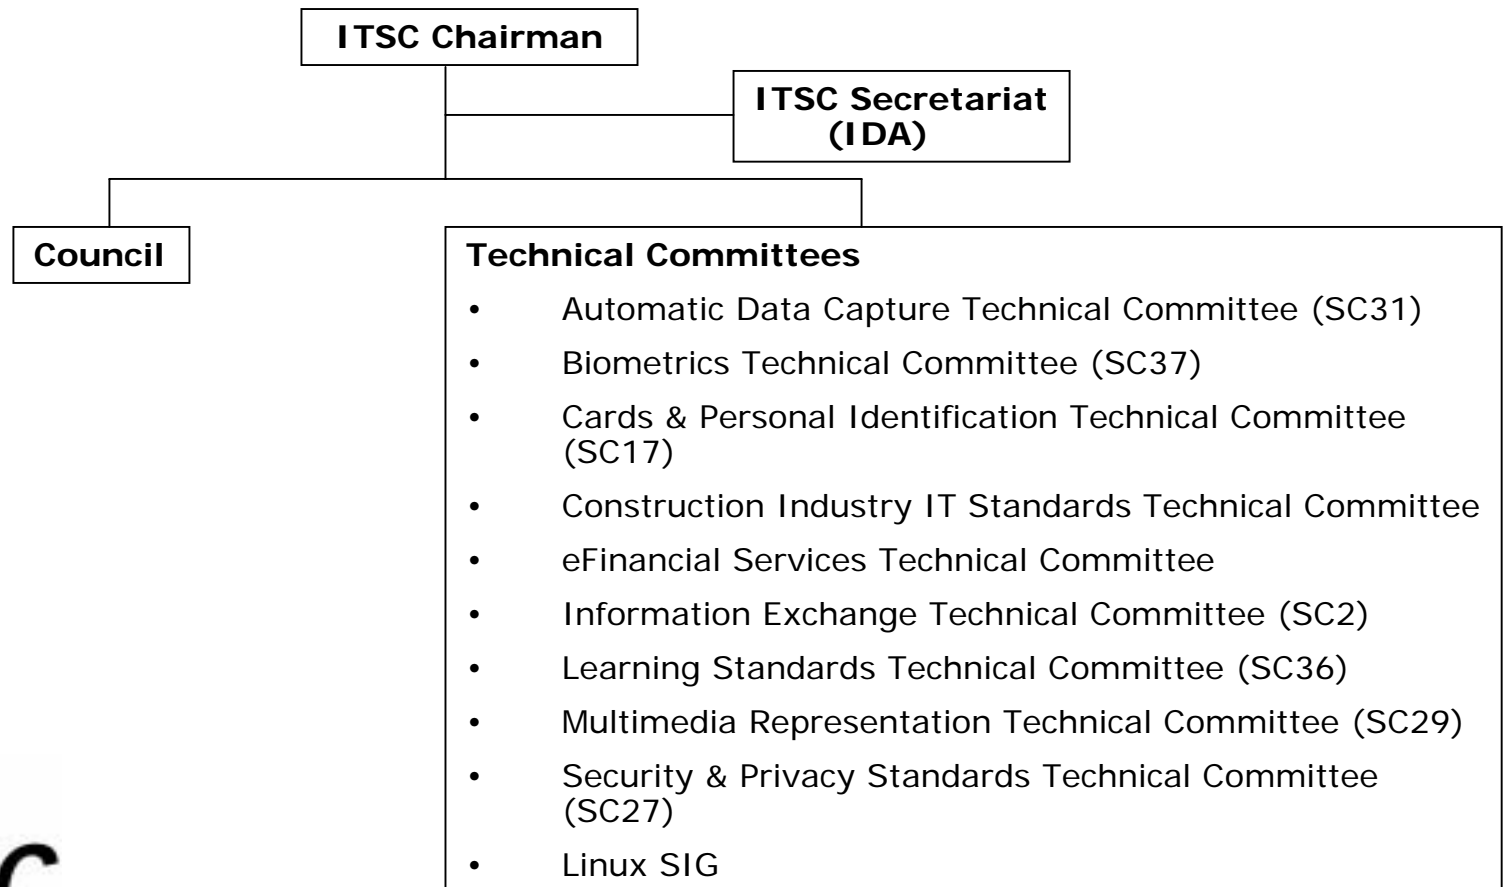 ITSC Chairman
ITSC Secretariat
(IDA)
Council
Technical Committees
• Automatic Data Capture Technical Committee (SC31)
• Biometrics Technical Committee (SC37)
• Cards & Personal Identification Technical Committee
(SC17)
• Construction Industry IT Standards Technical Committee
• eFinancial Services Technical Committee
• Information Exchange Technical Committee (SC2)
• Learning Standards Technical Committee (SC36)
• Multimedia Representation Technical Committee (SC29)
• Security & Privacy Standards Technical Committee
(SC27)
• Linux SIG